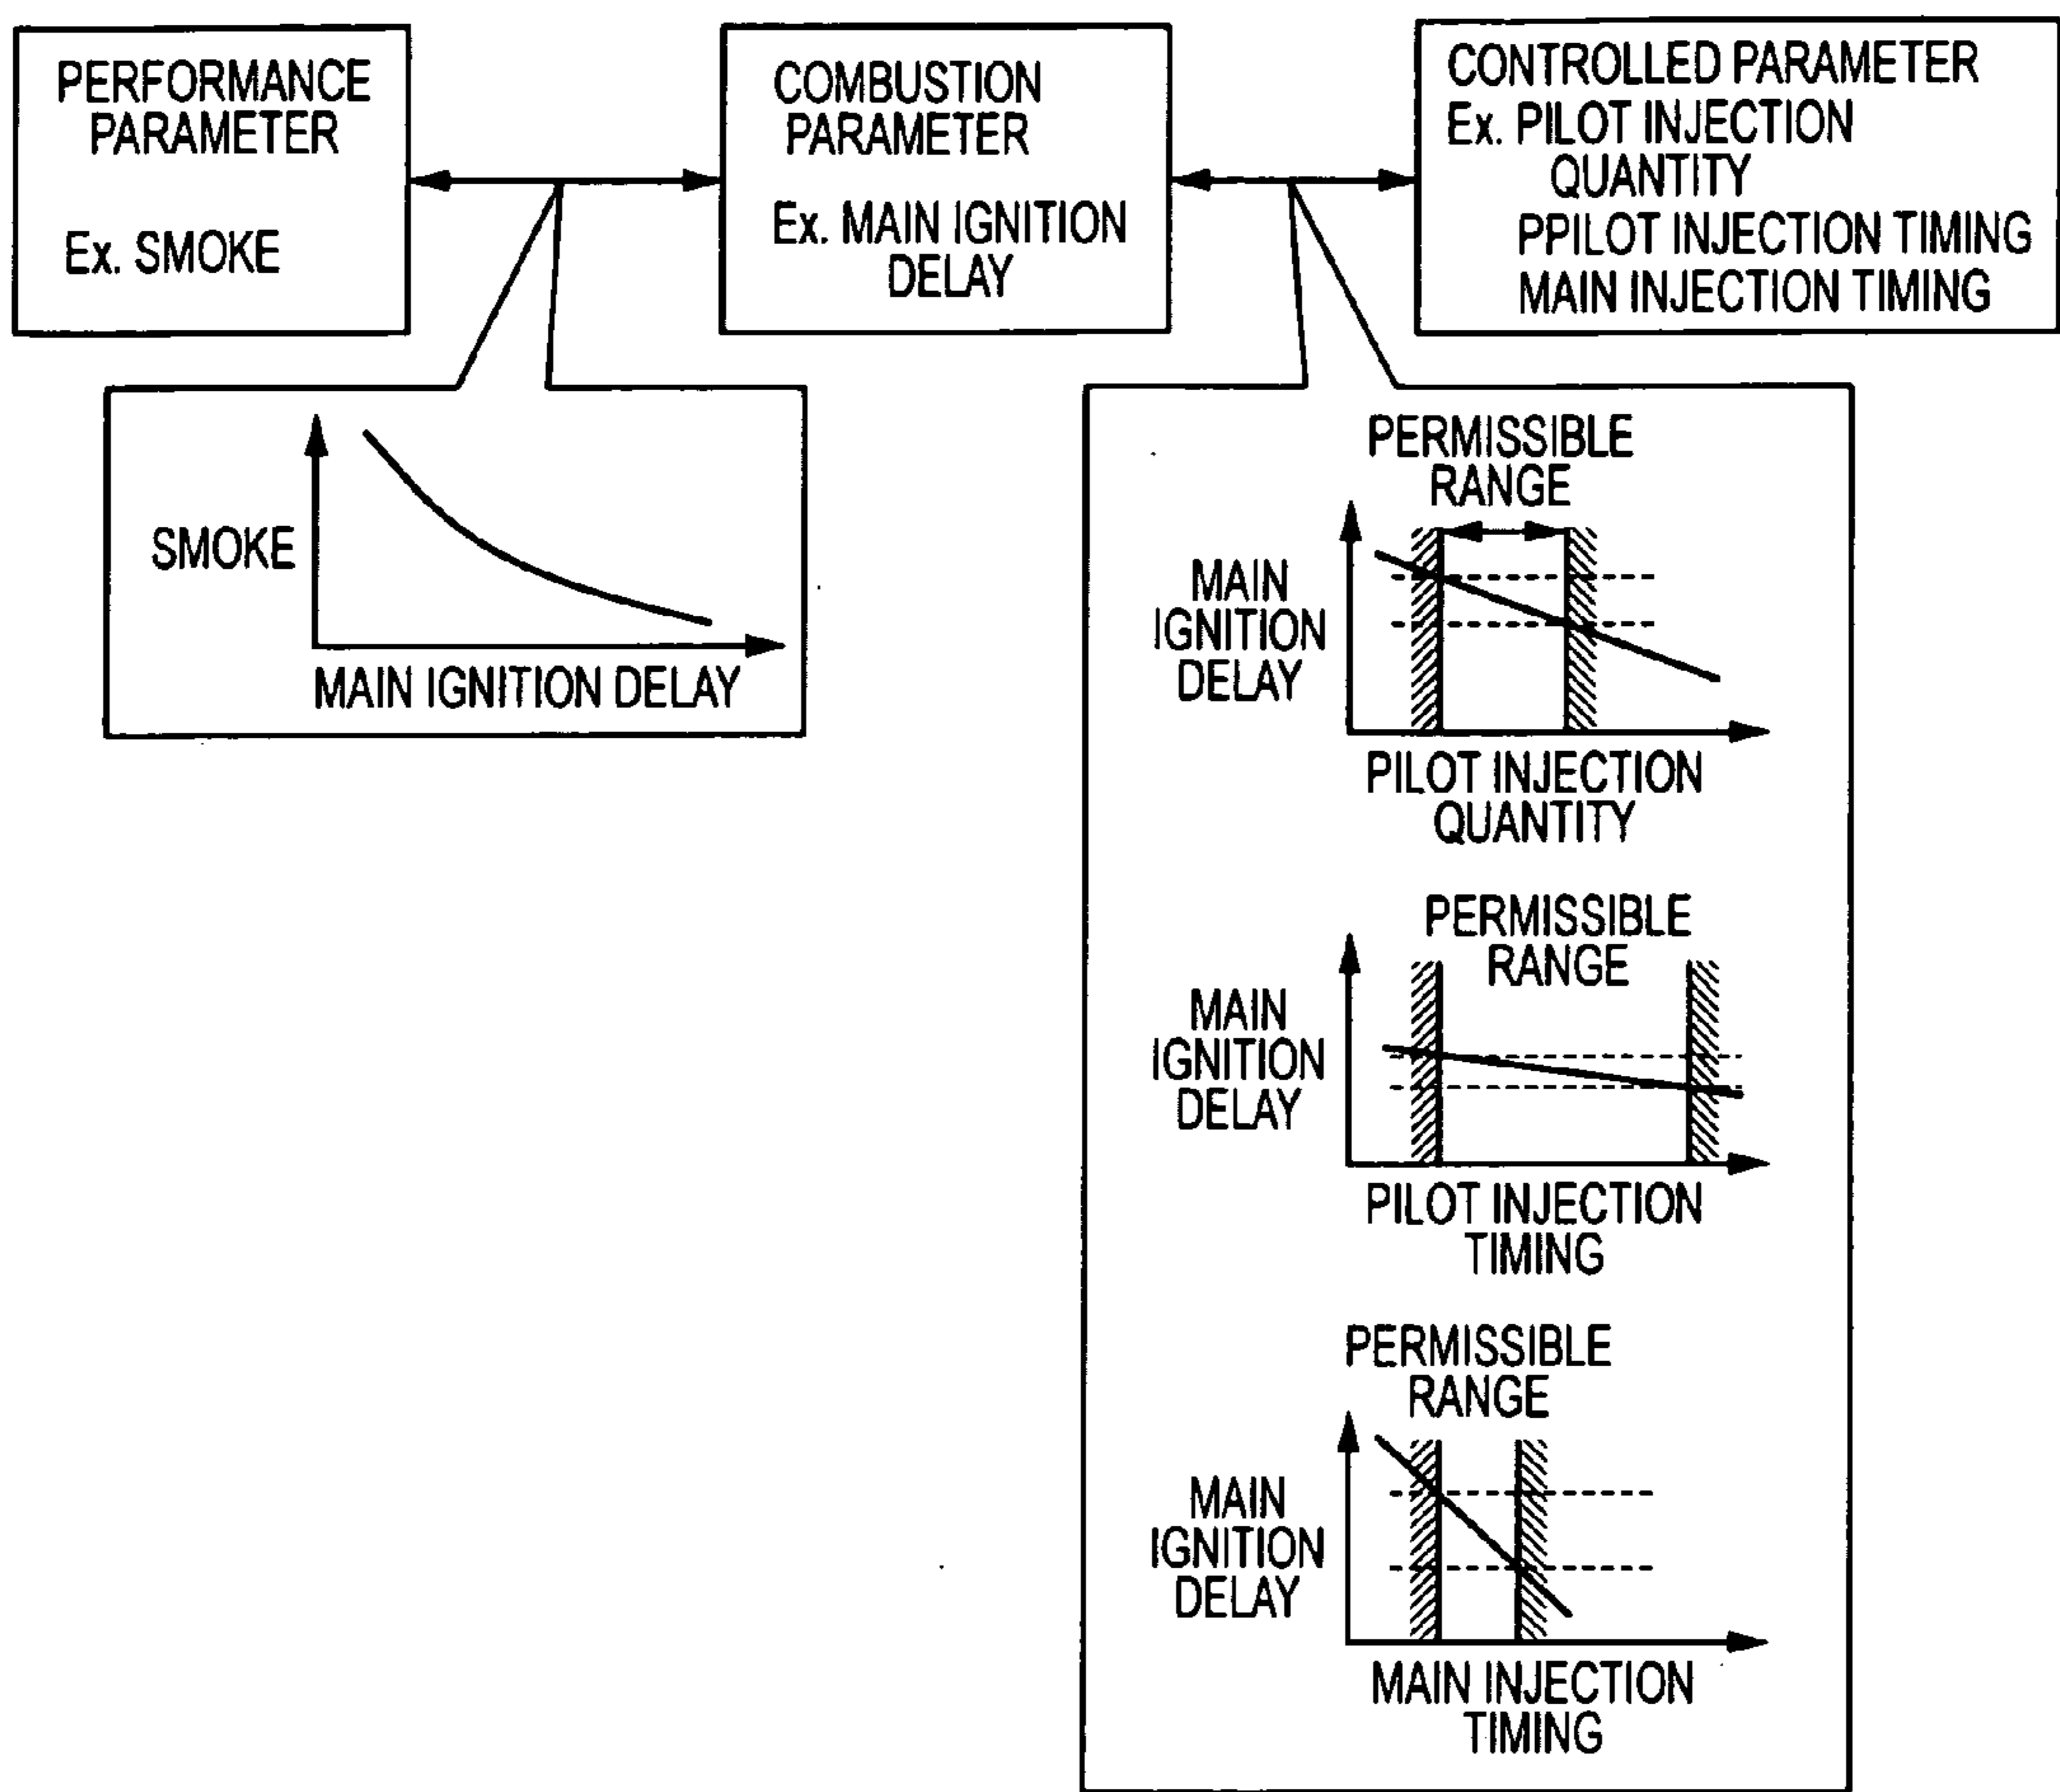 PERFORMANCE
PARAMETER
Ex. SMOKE
COMBUSTION
PARAMETER
Ex. MAIN IGNITION
DELAY
CONTROLLED PARAMETER
Ex. PILOT INJECTION
QUANTITY
PPILOT INJECTION TIMING
MAIN INJECTION TIMING
SMOKE
MAIN IGNITION DELAY
PERMISSIBLE
RANGE
MAIN
IGNITION
DELAY
PILOT INJECTION
QUANTITY
PERMISSIBLE
RANGE
MAIN
IGNITION
DELAY
PILOT INJECTION
TIMING
PERMISSIBLE
RANGE
MAIN
IGNITION
DELAY
MAIN INJECTION
TIMING